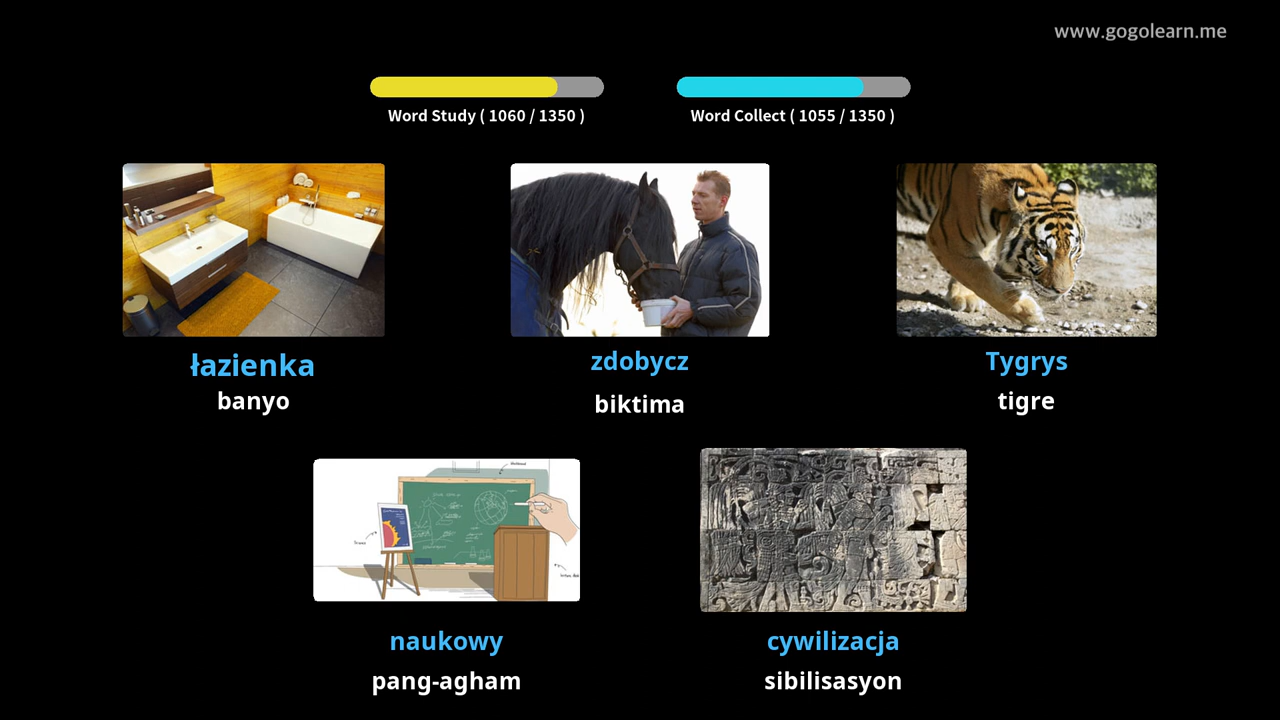 www.gogolearn.me
Word Study ( 1060 / 1350 )
Word Collect ( 1055 / 1350 )
łazienka
banyo
zdobycz
biktima
Tygrys
tigre
naukowy
pang-agham
cywilizacja
sibilisasyon